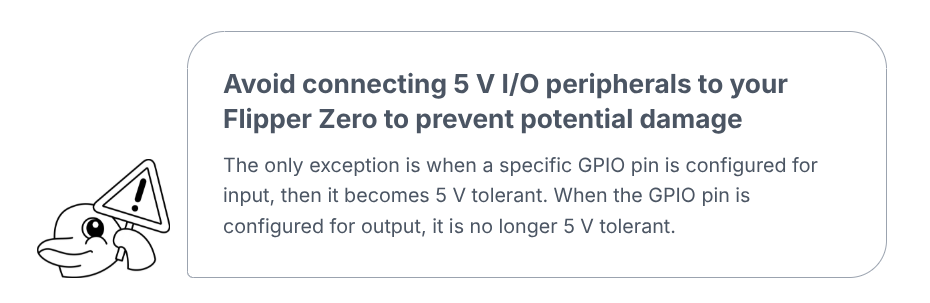 Avoid connecting 5 V I/O peripherals to your
Flipper Zero to prevent potential damage
The only exception is when a specific GPIO pin is configured for
input, then it becomes 5 V tolerant. When the GPIO pin is
configured for output, it is no longer 5 V tolerant.
!